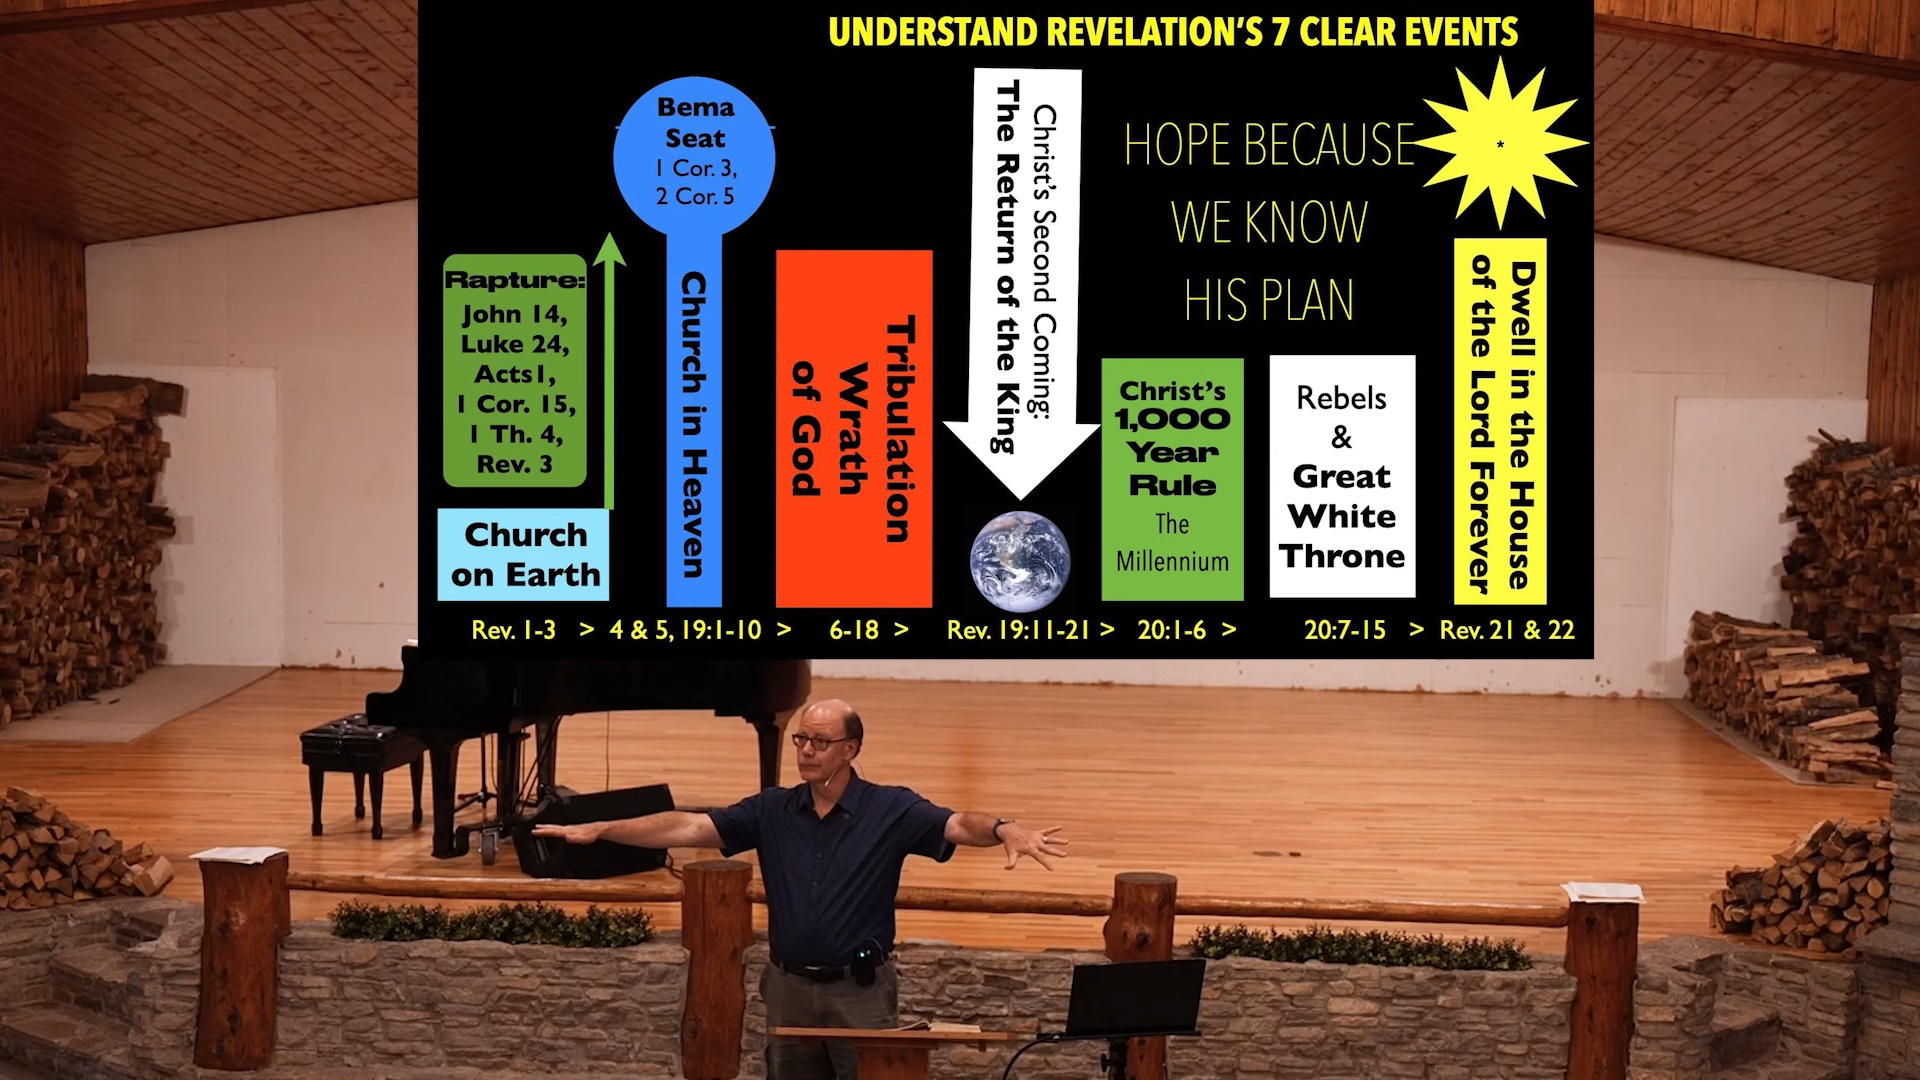 UNDERSTAND REVELATION'S 7 CLEAR EVENTS
Rapture:
John 14,
Luke 24,
Acts1,
1 Cor. 15,
1 Th. 4,
Rev. 3
Church
on Earth
Bema
Seat
1 Cor. 3,
2 Cor. 5
Church in Heaven
Tribulation
Wrath
of God
Christ's Second Coming:
The Return of the King
HOPE BECAUSE
WE KNOW
HIS PLAN
Christ's
1,000
Year
Rule
The
Millennium
Rebels
&
Great
White
Throne
*
Dwell in the House
of the Lord Forever
Rev. 1-3 > 4 & 5, 19:1-10 > 6-18 > Rev. 19:11-21 > 20:1-6 > 20:7-15 > Rev. 21 & 22